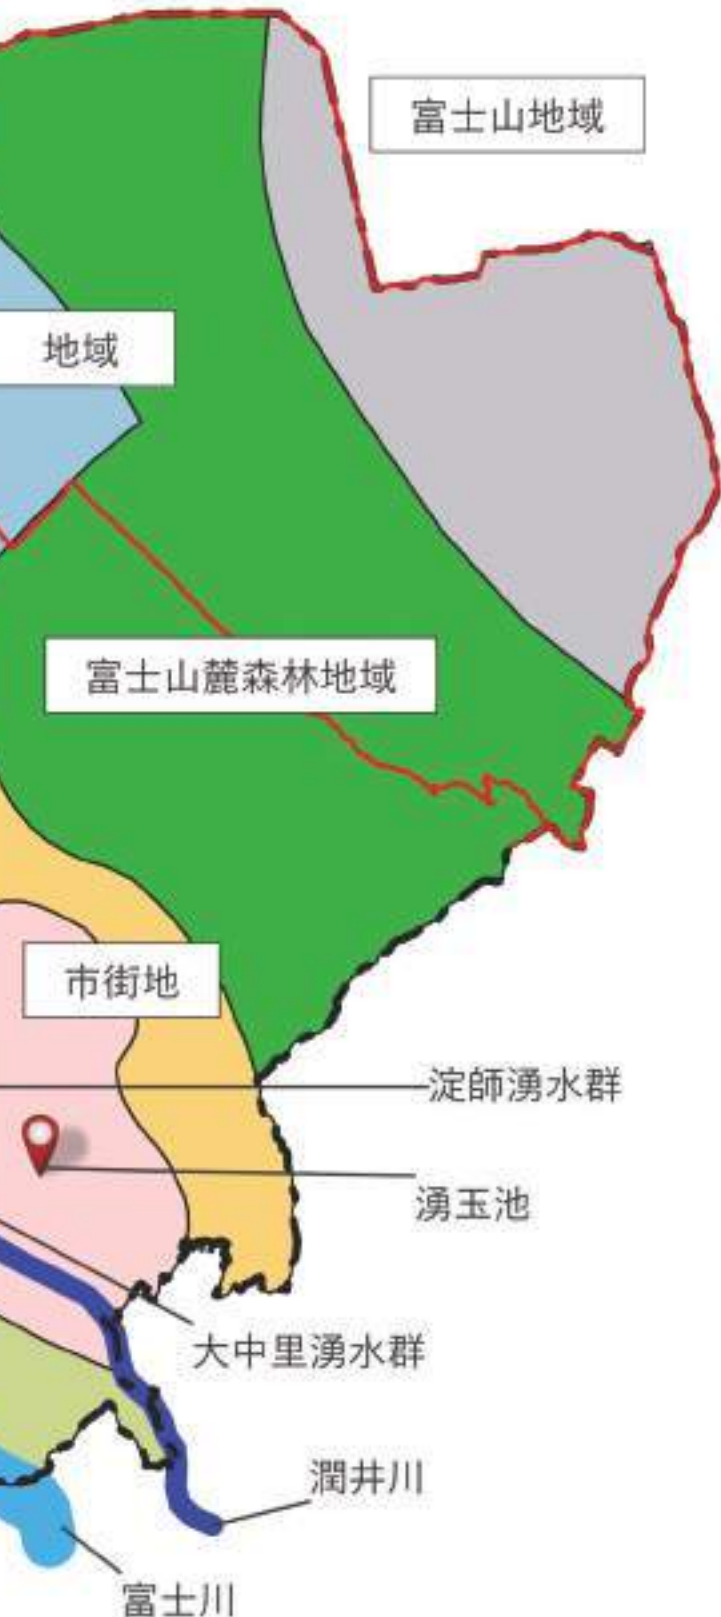 富士山地域
地域
富士山麓森林地域
市街地
淀師湧水群
湧玉池
大中里湧水群
潤井川
富士川